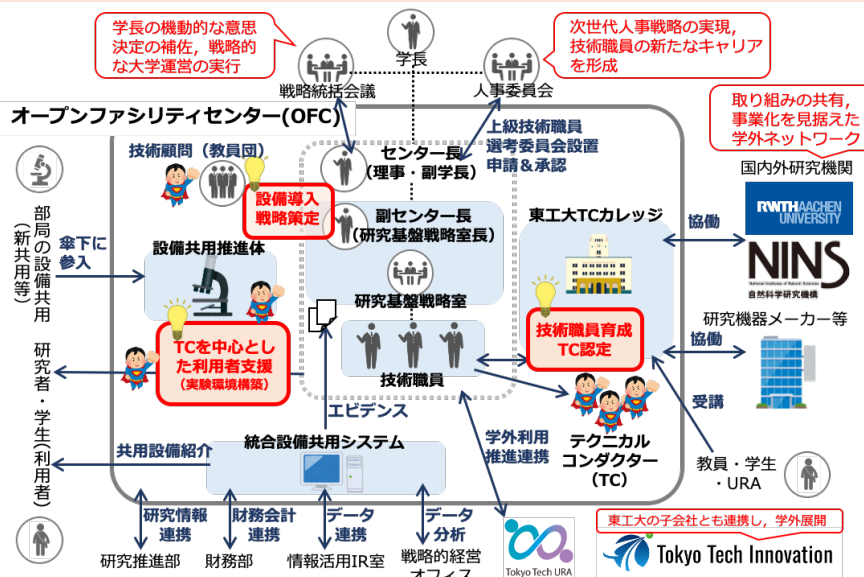 学長の機動的な意思
決定の補佐，戦略的
な大学運営の実行
学長
次世代人事戦略の実現，
技術職員の新たなキャリア
を形成
戦略統括会議
人事委員会
取り組みの共有，
事業化を見据えた
学外ネットワーク
オープンファシリティセンター(OFC)
技術顧問（教員団）
センター長
（理事・副学長）
上級技術職員
選考委員会設置
申請＆承認
国内外研究機関
RWTH AACHEN
UNIVERSITY
設備導入
戦略策定
副センター長
（研究基盤戦略室長）
東工大TCカレッジ
協働
NINS
National Institutes of Natural Sciences
自然科学研究機構
部局の設備共用
（新共用等）
傘下に
参入
設備共用推進体
研究基盤戦略室
研究機器メーカー等
TCを中心とし
た利用者支援
（実験環境構築）
技術職員
技術職員育成
TC認定
協働
受講
研究者・学生（利用者）
エビデンス
共用設備紹介
統合設備共用システム
学外利用
推進連携
テクニカル
コンダクター
（TC）
教員・学生
・URA
研究情報
連携
財務会計
連携
データ
連携
データ
分析
研究推進部
財務部
情報活用IR室
戦略的経営
オフィス
Tokyo Tech URA
東工大の子会社とも連携し，学外展開
Tokyo Tech Innovation